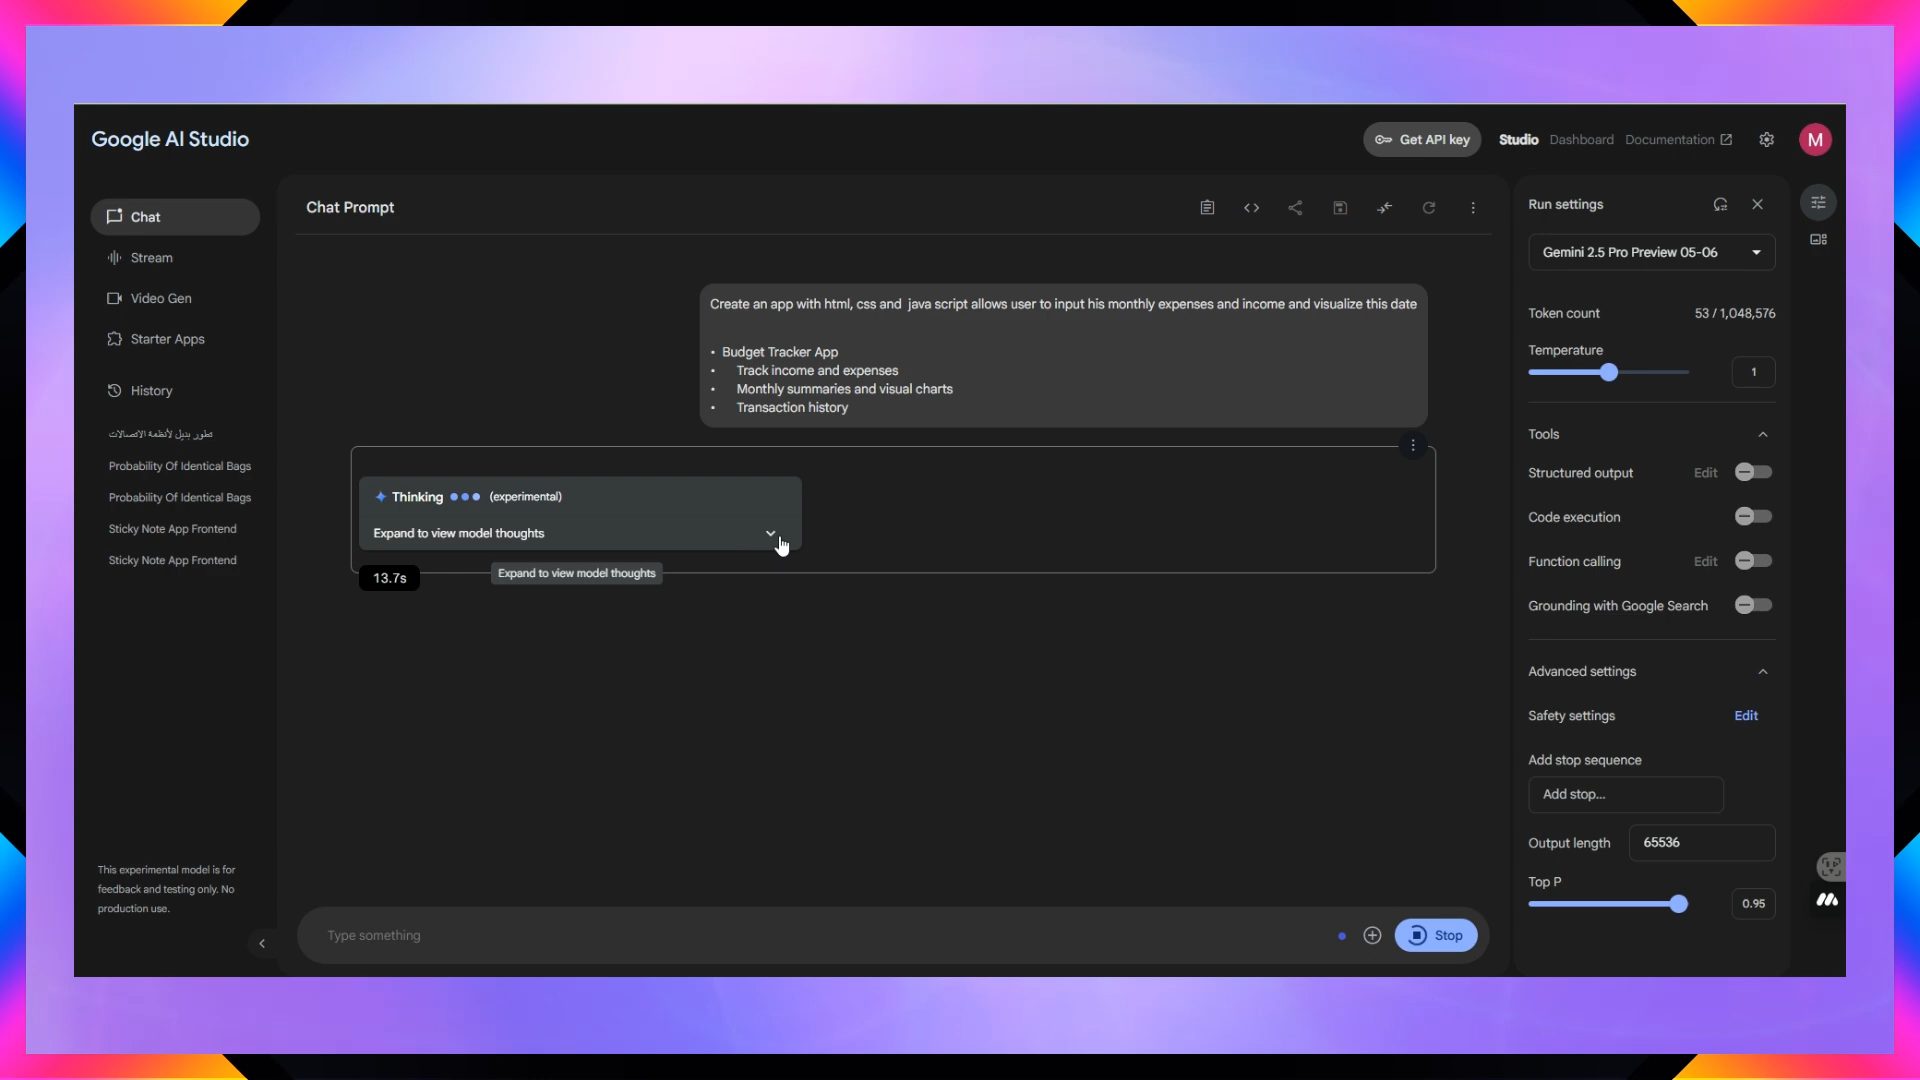 Google AI Studio
Get API key
Studio
Dashboard
Documentation
M
Chat
Stream
Video Gen
Starter Apps
History
تطور بديل لأنظمة الاتصالات
Probability Of Identical Bags
Probability Of Identical Bags
Sticky Note App Frontend
Sticky Note App Frontend
This experimental model is for
feedback and testing only. No
production use.
Chat Prompt
Create an app with html, css and  java script allows user to input his monthly expenses and income and visualize this date
• Budget Tracker App
• Track income and expenses
• Monthly summaries and visual charts
• Transaction history
Thinking (experimental)
Expand to view model thoughts
13.7s
Expand to view model thoughts
Type something
Stop
Run settings
Gemini 2.5 Pro Preview 05-06
Token count 53 / 1,048,576
Temperature
1
Tools
Structured output Edit
Code execution
Function calling Edit
Grounding with Google Search
Advanced settings
Safety settings Edit
Add stop sequence
Add stop...
Output length 65536
Top P
0.95